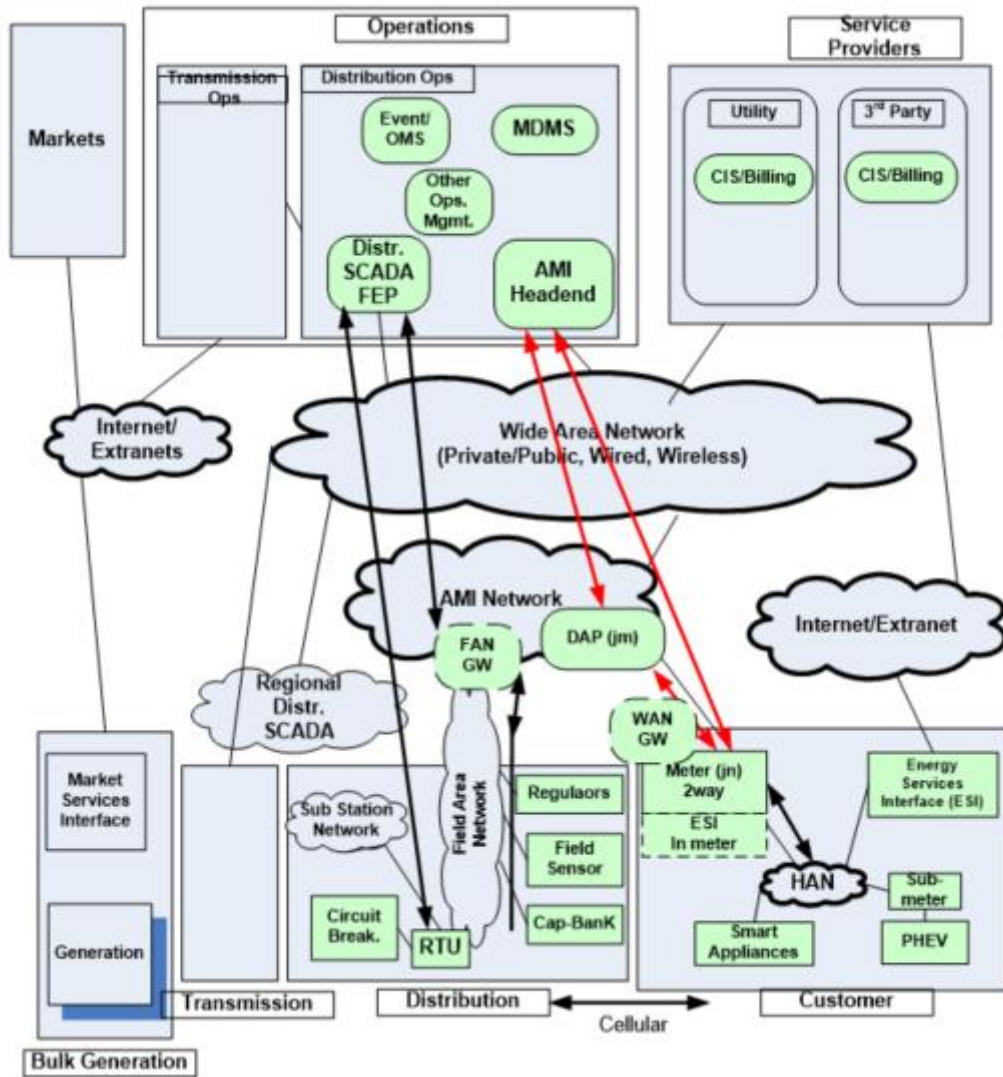 Operations
Service
Providers
Transmission
Ops
Distribution Ops
Event/
OMS
MDMS
Utility
3rd Party
Markets
CIS/Billing
CIS/Billing
Other
Ops.
Mgmt.
Distr.
SCADA
FEP
AMI
Headend
Internet/
Extranets
Wide Area Network
(Private/Public, Wired, Wireless)
AMI Network
DAP (jm)
Internet/Extranet
FAN
GW
Regional
Distr.
SCADA
WAN
GW
Market
Services
Interface
Meter (jn)
2way
Energy
Services
Interface (ESI)
Regulaors
Sub Station
Network
Field Area
Network
ESI
In meter
Field
Sensor
HAN
Sub-
meter
Circuit
Break.
RTU
Cap-BanK
Smart
Appliances
PHEV
Generation
Transmission
Distribution
Cellular
Customer
Bulk Generation